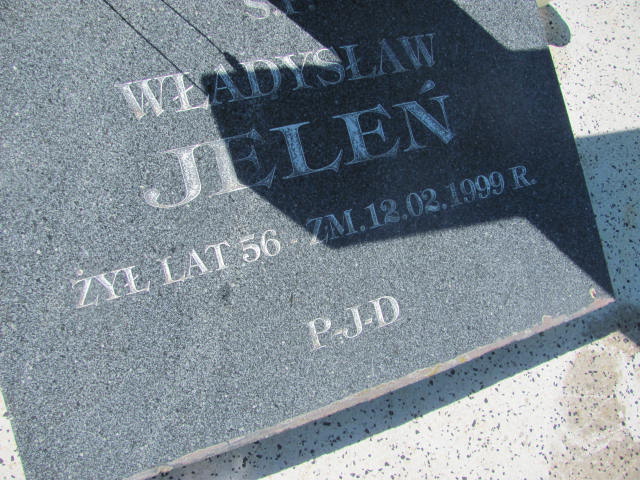 Ś.P.
WŁADYSŁAW
JELEŃ
ŻYŁ LAT 56 - ZM. 12.02.1999 R.
P-J-D